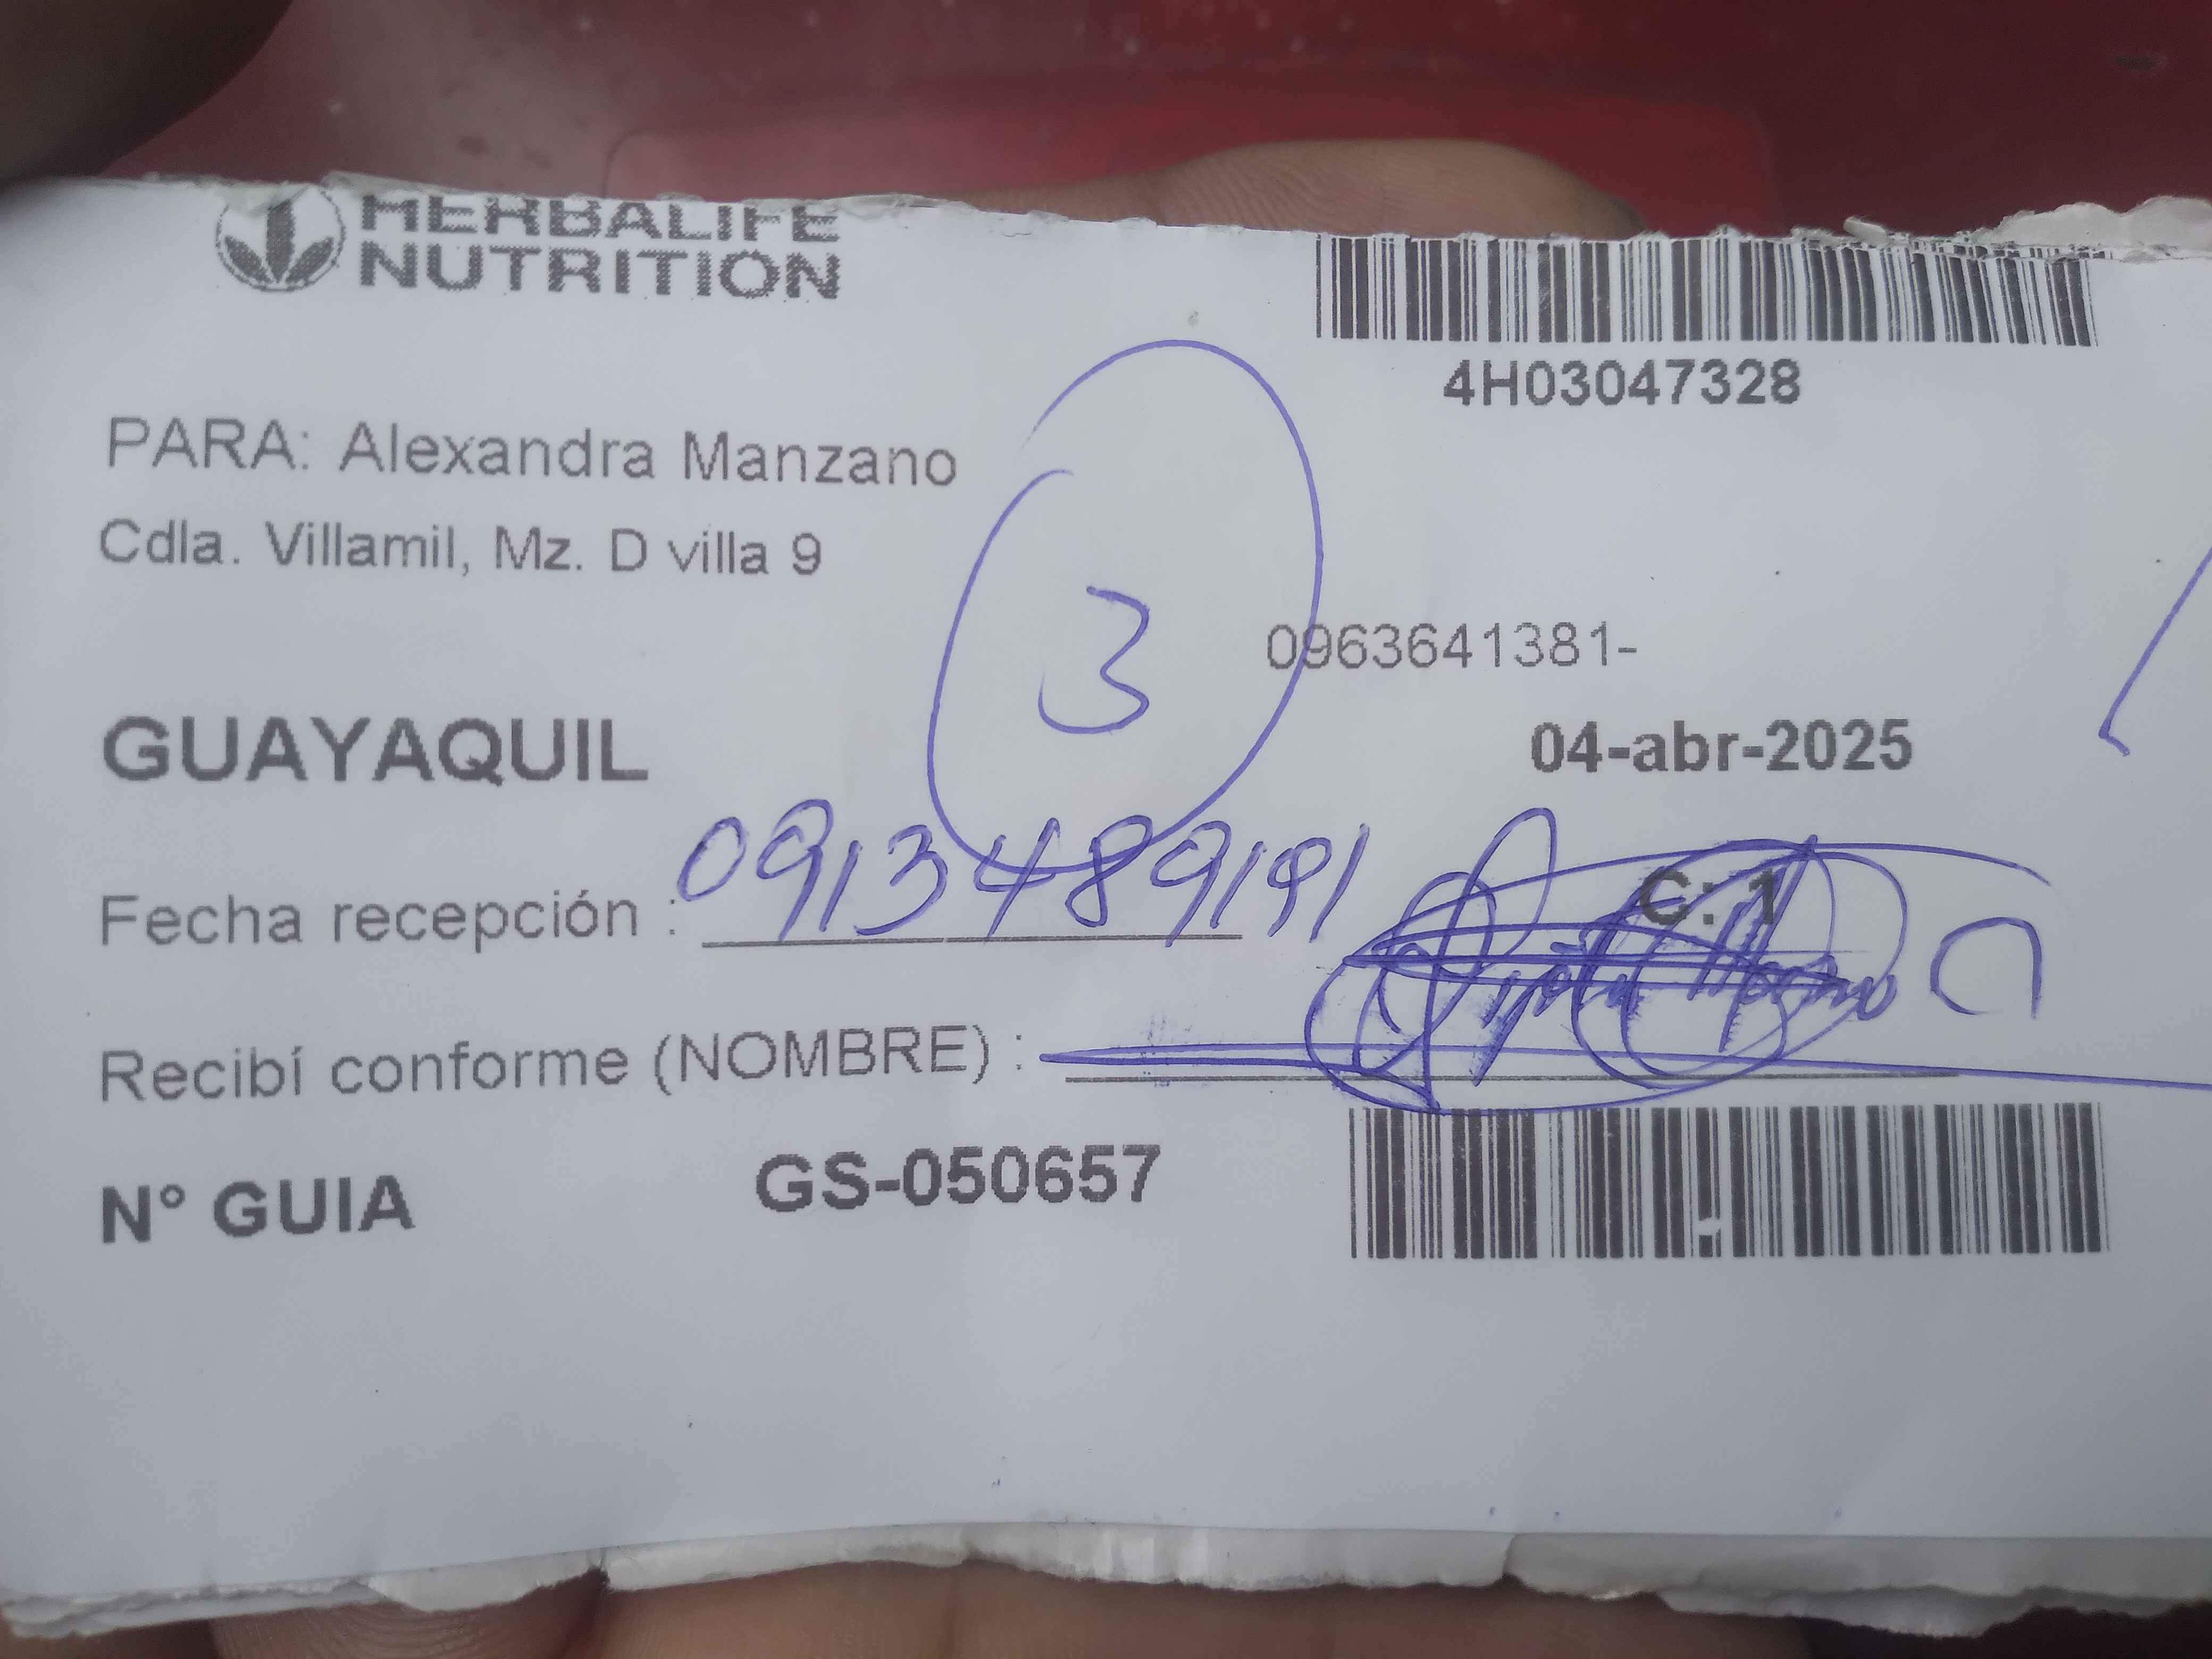 HERBALIFE
NUTRITION
4H03047328
PARA: Alexandra Manzano
Cdla. Villamil, Mz. D villa 9
3
0963641381-
GUAYAQUIL
04-abr-2025
Fecha recepción : 0913489191
C: 1
Recibí conforme (NOMBRE) :
N° GUIA GS-050657